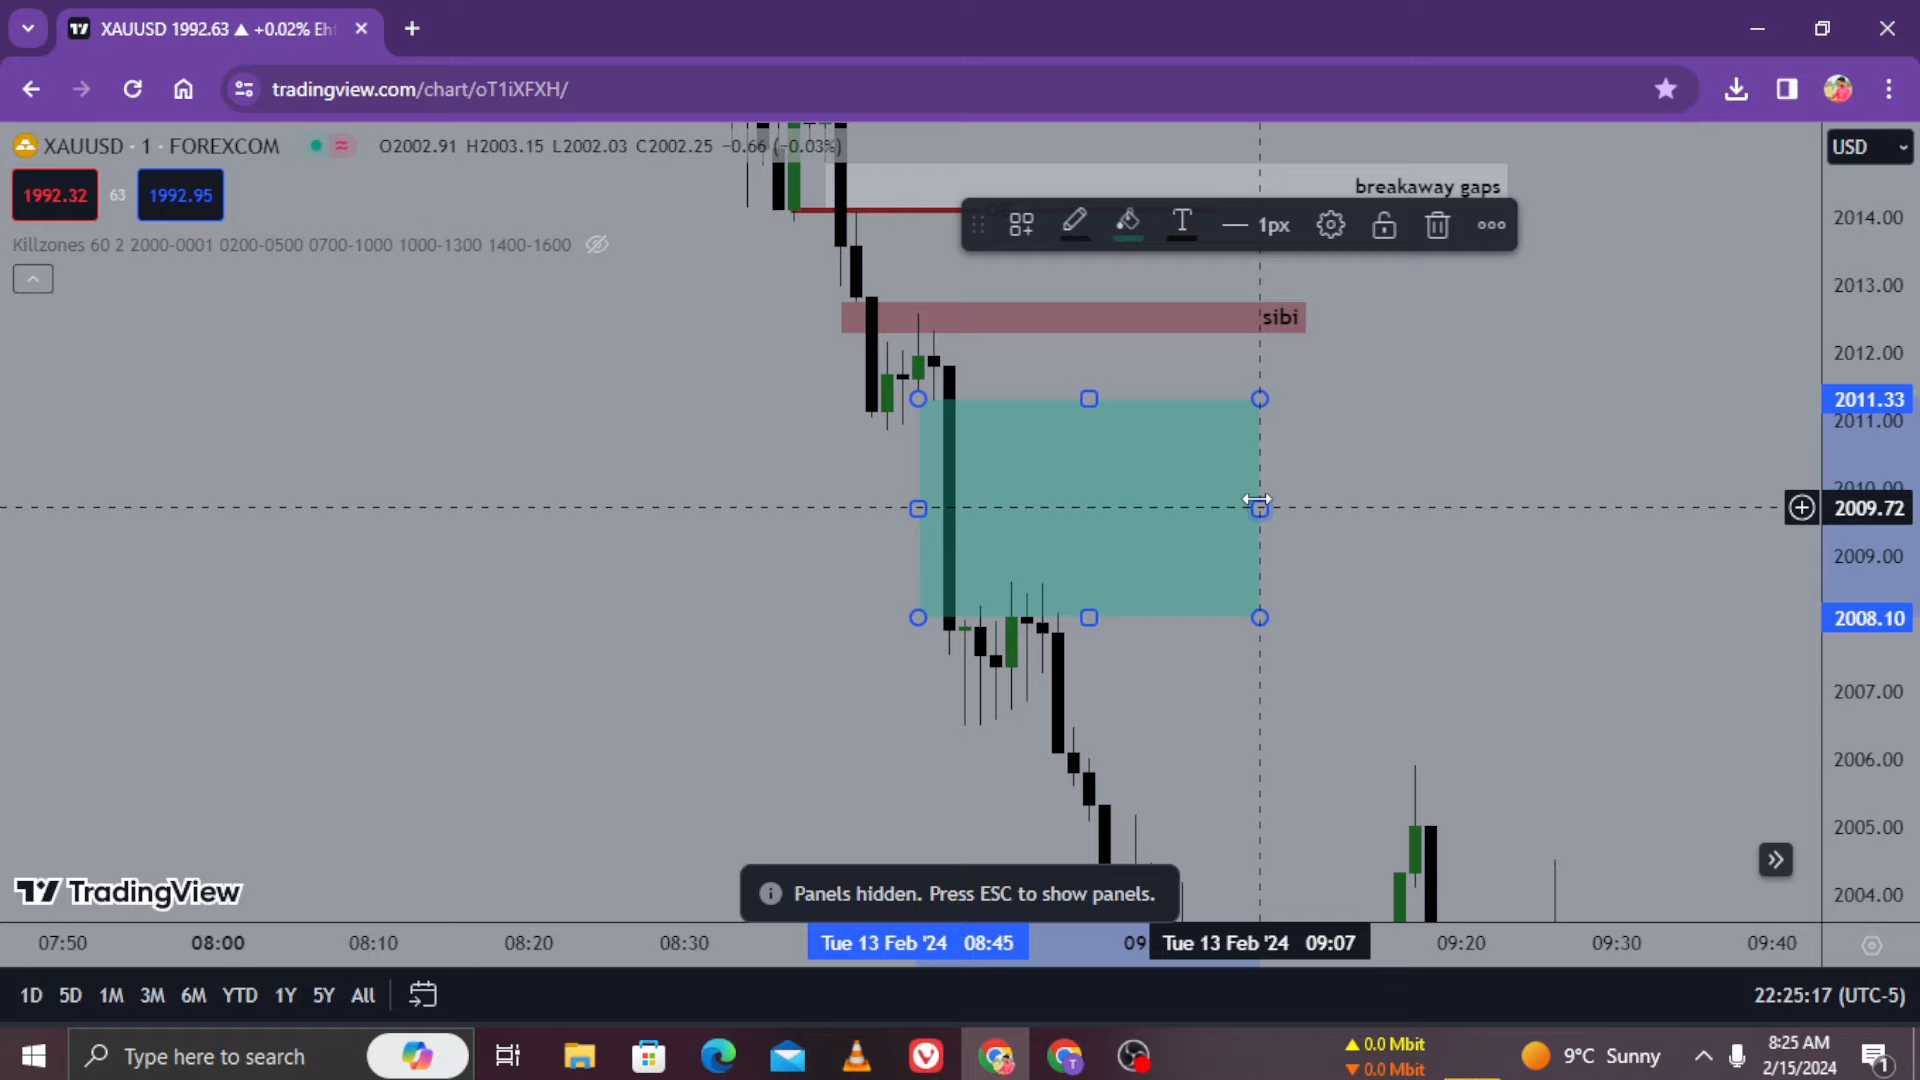 XAUUSD 1992.63 ▲ +0.02% Eh
tradingview.com/chart/oT1iXFXH/
XAUUSD · 1 · FOREXCOM O2002.91 H2003.15 L2002.03 C2002.25 −0.66 (−0.03%)
USD
1992.32 63 1992.95
breakaway gaps
1px
2014.00
Killzones 60 2 2000-0001 0200-0500 0700-1000 1000-1300 1400-1600
2013.00
sibi
2012.00
2011.33
2011.00
2010.00
2009.72
2009.00
2008.10
2007.00
2006.00
2005.00
TradingView
Panels hidden. Press ESC to show panels.
2004.00
07:50 08:00 08:10 08:20 08:30 Tue 13 Feb '24 08:45 09: Tue 13 Feb '24 09:07 09:20 09:30 09:40
1D 5D 1M 3M 6M YTD 1Y 5Y All
22:25:17 (UTC-5)
Type here to search
0.0 Mbit
0.0 Mbit
9°C Sunny
8:25 AM
2/15/2024
1